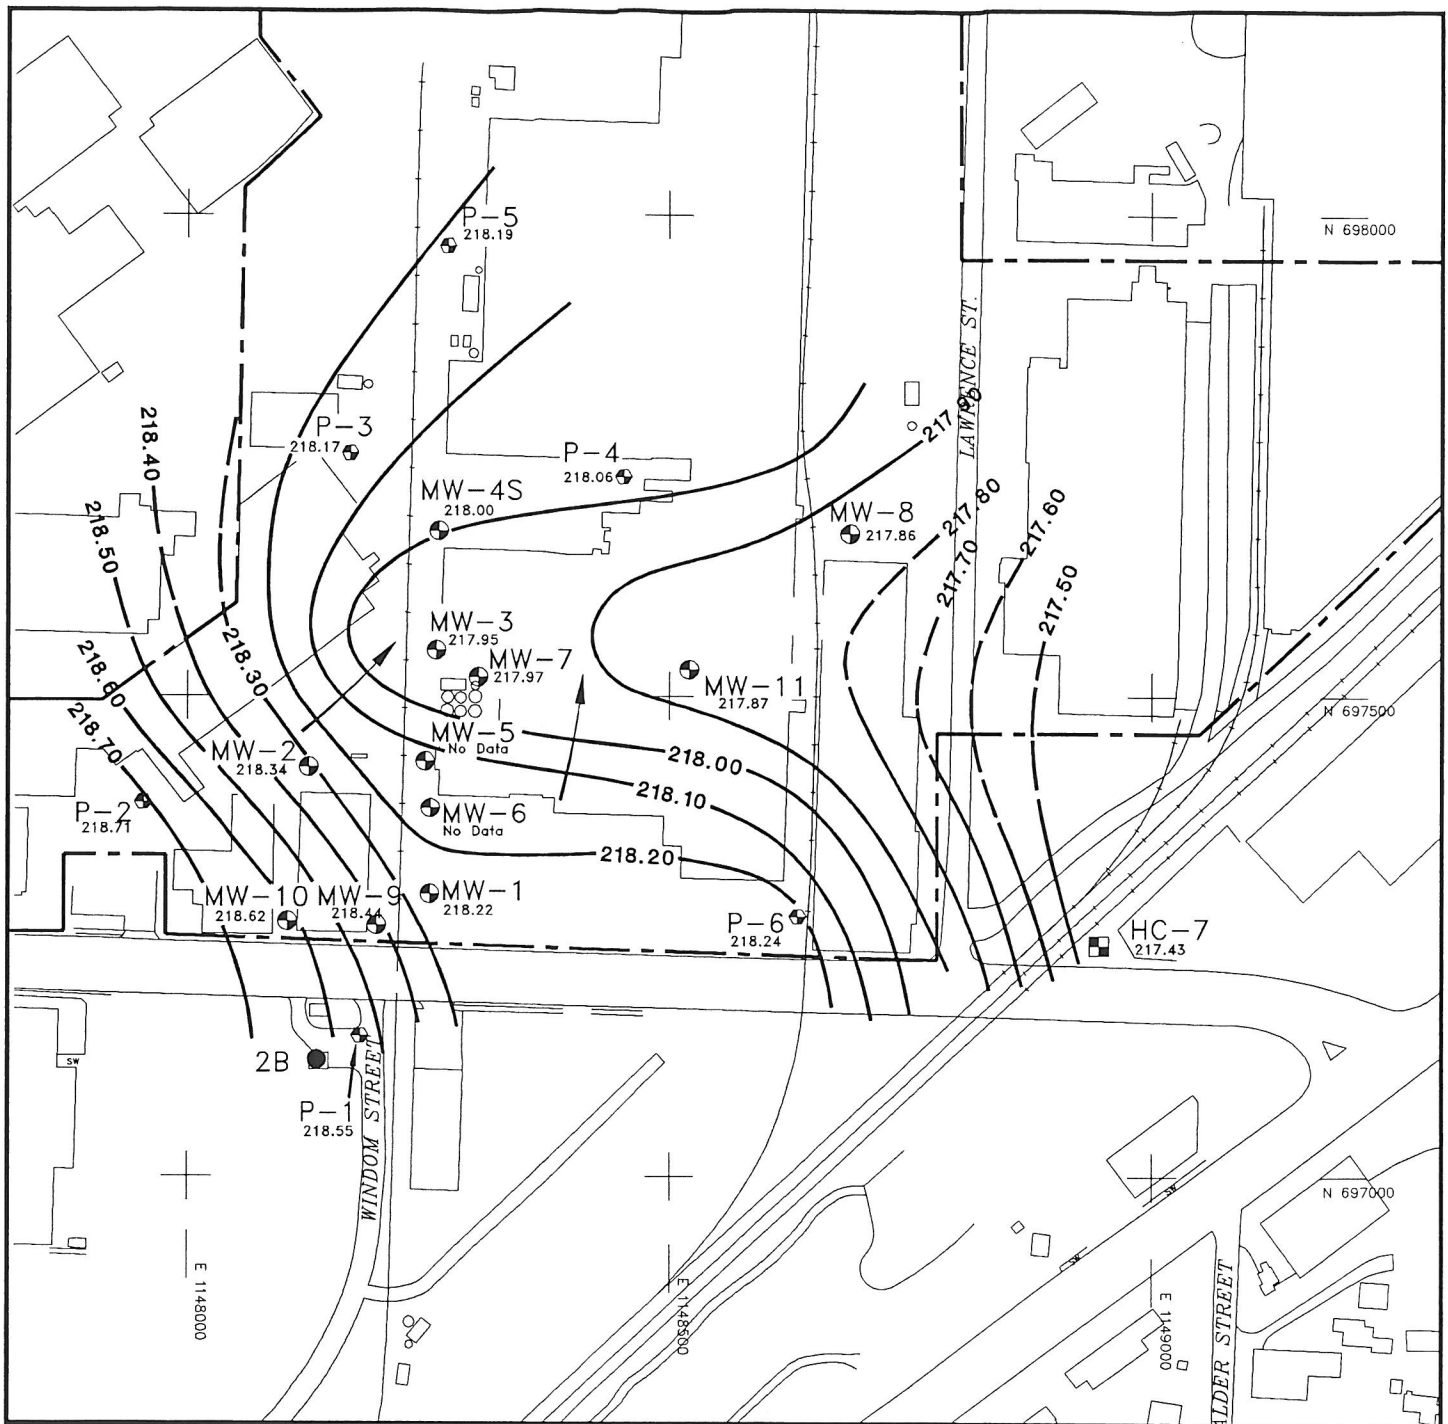 P-5
218.19
N 698000
LAWRENCE ST.
217.90
218.40
P-3
218.17
P-4
218.06
MW-4S
218.00
MW-8
217.86
217.80
217.60
218.50
217.70
217.50
MW-3
217.95
MW-7
217.97
218.30
218.60
MW-11
217.87
N 697500
218.70
MW-2
218.34
MW-5
No Data
218.00
218.10
P-2
218.71
MW-6
No Data
218.20
MW-10
218.62
MW-9
218.44
MW-1
218.22
P-6
218.24
HC-7
217.43
2B
SW
P-1
218.55
WINDOM STREET
N 697000
SW
SW
E 1148000
E 1148500
E 1149000
ALDER STREET